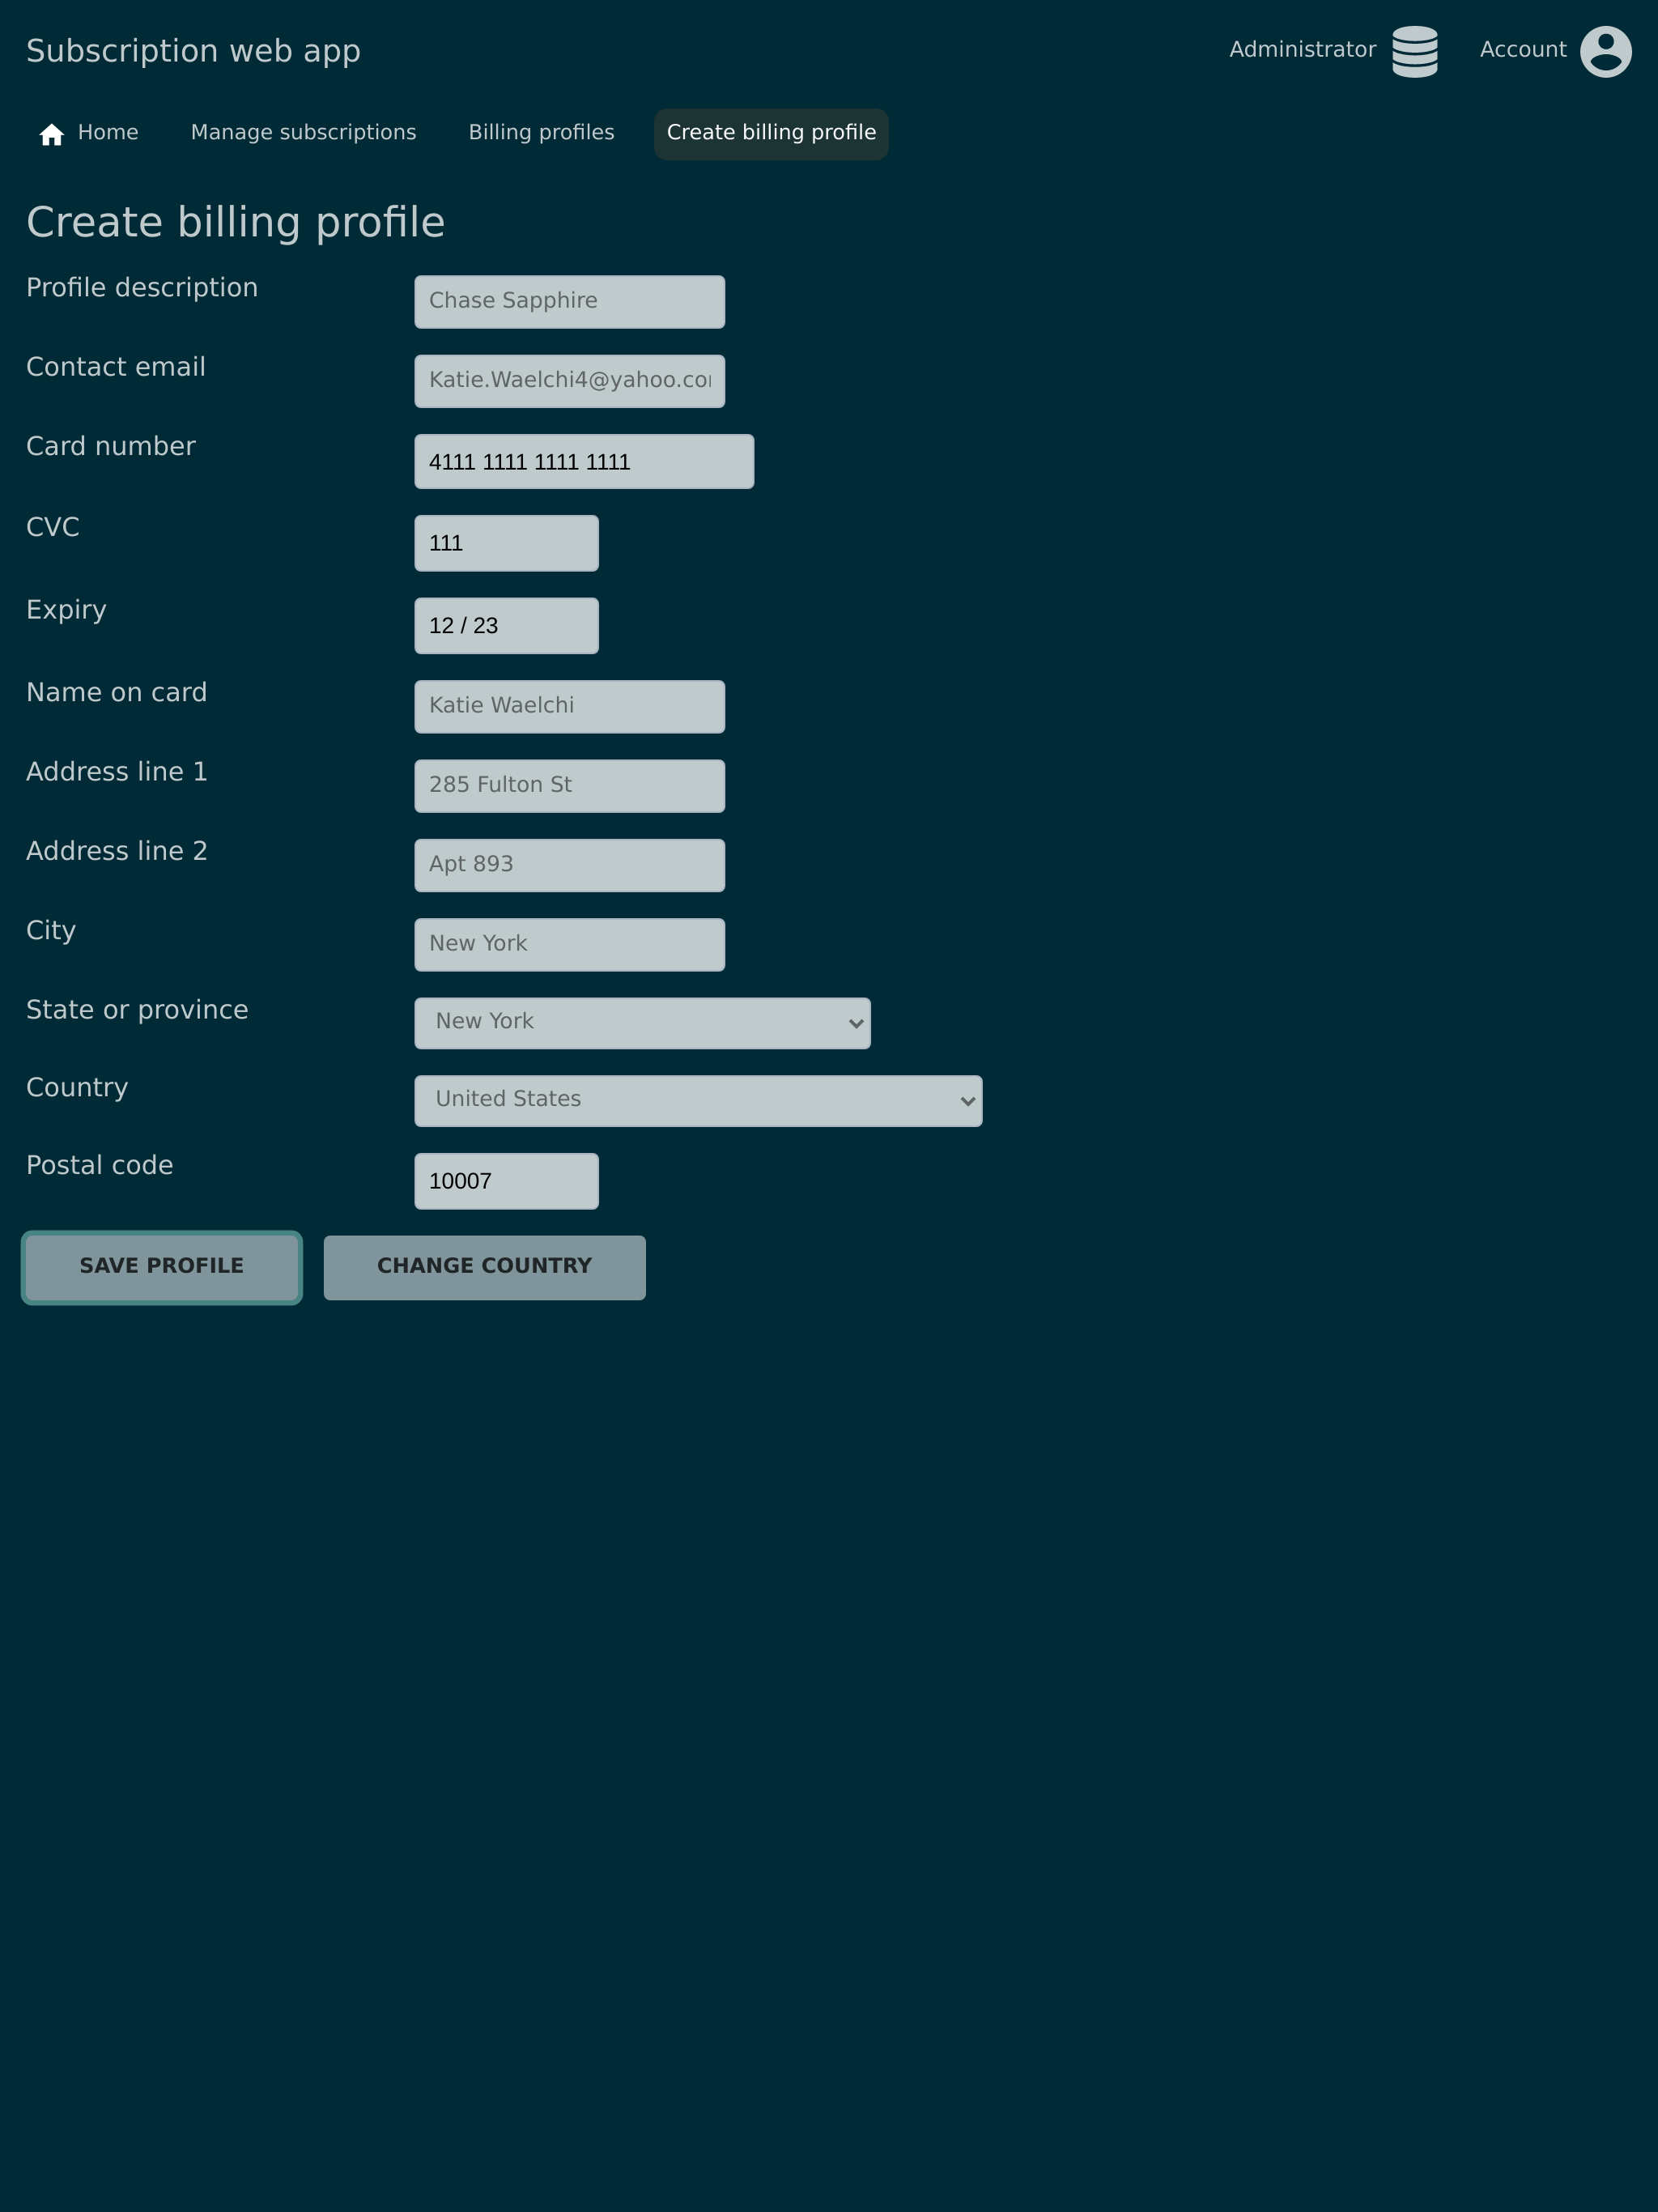 Subscription web app
Administrator
Account
Home
Manage subscriptions
Billing profiles
Create billing profile
Create billing profile
Profile description
Chase Sapphire
Contact email
Katie.Waelchi4@yahoo.co
Card number
4111 1111 1111 1111
CVC
111
Expiry
12 / 23
Name on card
Katie Waelchi
Address line 1
285 Fulton St
Address line 2
Apt 893
City
New York
State or province
New York
Country
United States
Postal code
10007
SAVE PROFILE
CHANGE COUNTRY